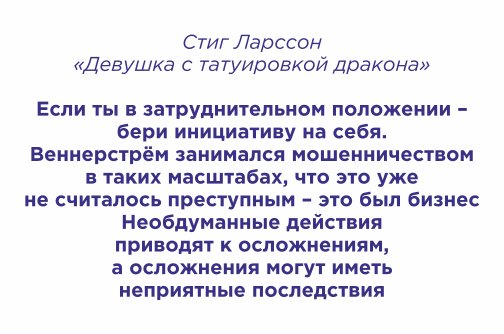 Стиг Ларссон
«Девушка с татуировкой дракона»
Если ты в затруднительном положении –
бери инициативу на себя.
Веннерстрём занимался мошенничеством
в таких масштабах, что это уже
не считалось преступным – это был бизнес
Необдуманные действия
приводят к осложнениям,
а осложнения могут иметь
неприятные последствия